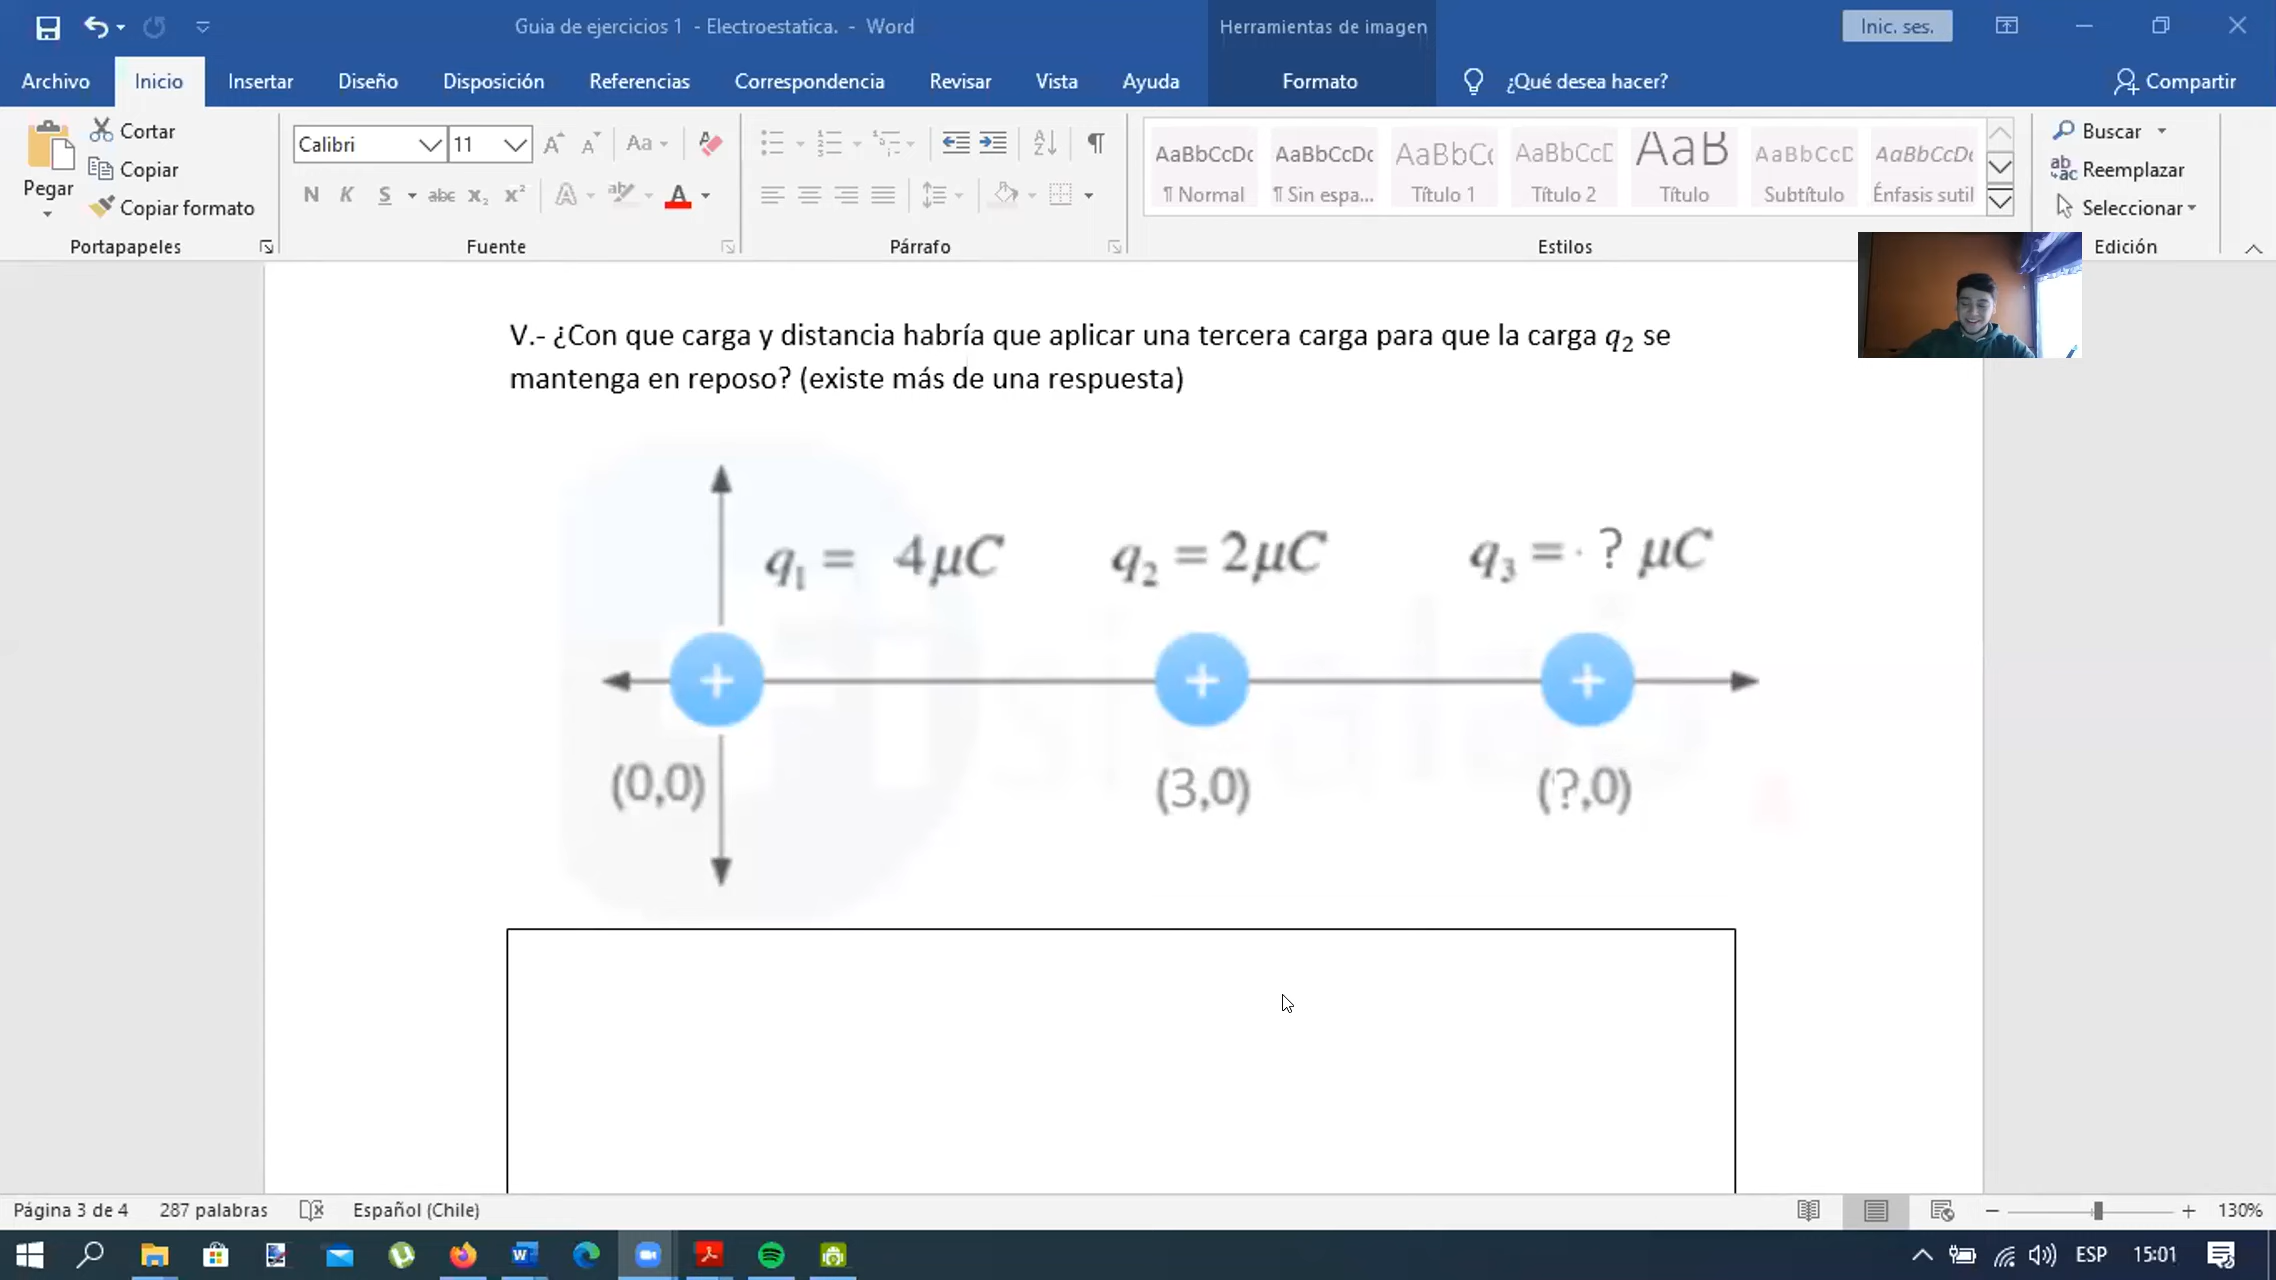 Guia de ejercicios 1 - Electroestatica. - Word
Herramientas de imagen
Inic. ses.
Archivo
Inicio
Insertar
Diseño
Disposición
Referencias
Correspondencia
Revisar
Vista
Ayuda
Formato
¿Qué desea hacer?
Compartir
Pegar
Cortar
Copiar
Copiar formato
Portapapeles
Calibri
11
Aa
N K S abc x₂ x² A A
Fuente
Párrafo
AaBbCcDc
¶ Normal
AaBbCcDc
¶ Sin espa...
AaBbCc
Título 1
AaBbCcD
Título 2
AaB
Título
AaBbCcD
Subtítulo
AaBbCcDc
Énfasis sutil
Estilos
Buscar
Reemplazar
Seleccionar
Edición
V.- ¿Con que carga y distancia habría que aplicar una tercera carga para que la carga q₂ se
mantenga en reposo? (existe más de una respuesta)
q₁ = 4μC
q₂ = 2μC
q₃ = ? μC
+ + +
(0,0)
(3,0)
(?,0)
Página 3 de 4
287 palabras
Español (Chile)
130%
ESP
15:01